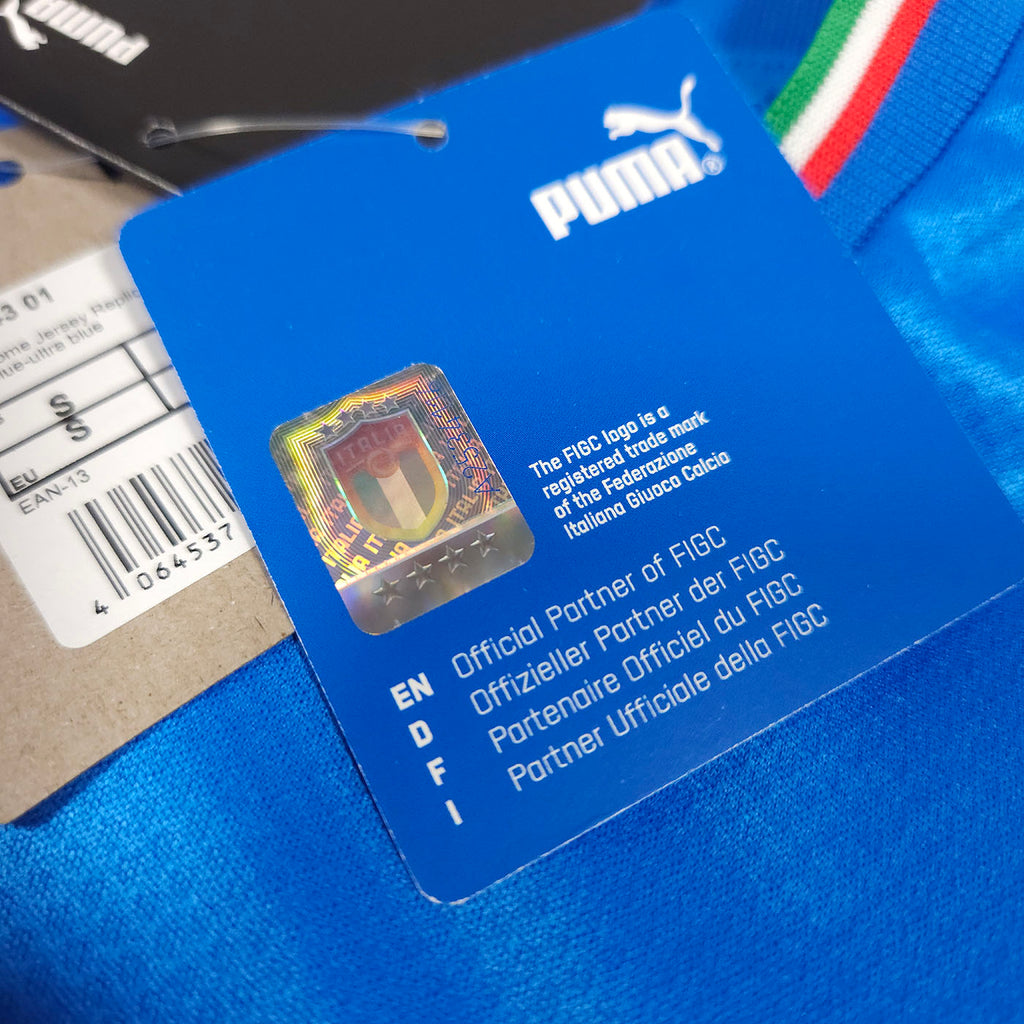 PUMA
PUMA®
3 01
ome Jersey Replic
lue-ultra blue
S
S
EU
EAN-13
4 064537
ITALIA
The FIGC logo is a
registered trade mark
of the Federazione
Italiana Giuoco Calcio
EN Official Partner of FIGC
D Offizieller Partner der FIGC
F Partenaire Officiel du FIGC
I Partner Ufficiale della FIGC